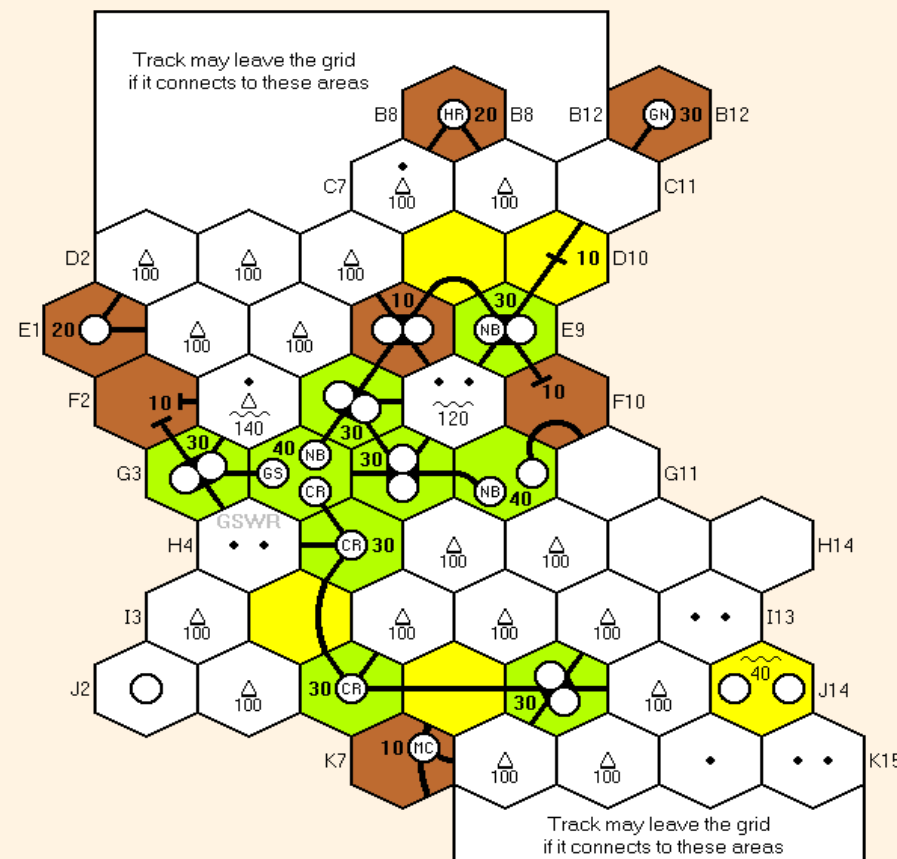 Track may leave the grid
if it connects to these areas
B8 HR 20 B8 B12 GN 30 B12
C7 100 100 C11
D2 100 100 100 10 D10
E1 20 100 100 10 30 NB E9
F2 10 140 30 120 10 F10
G3 30 GS 40 NB CR 30 NB 40 G11
GSWR
H4 CR 30 100 100 H14
I3 100 100 100 100 I13
J2 100 30 CR 30 100 40 J14
K7 10 MC 100 100 K15
Track may leave the grid
if it connects to these areas